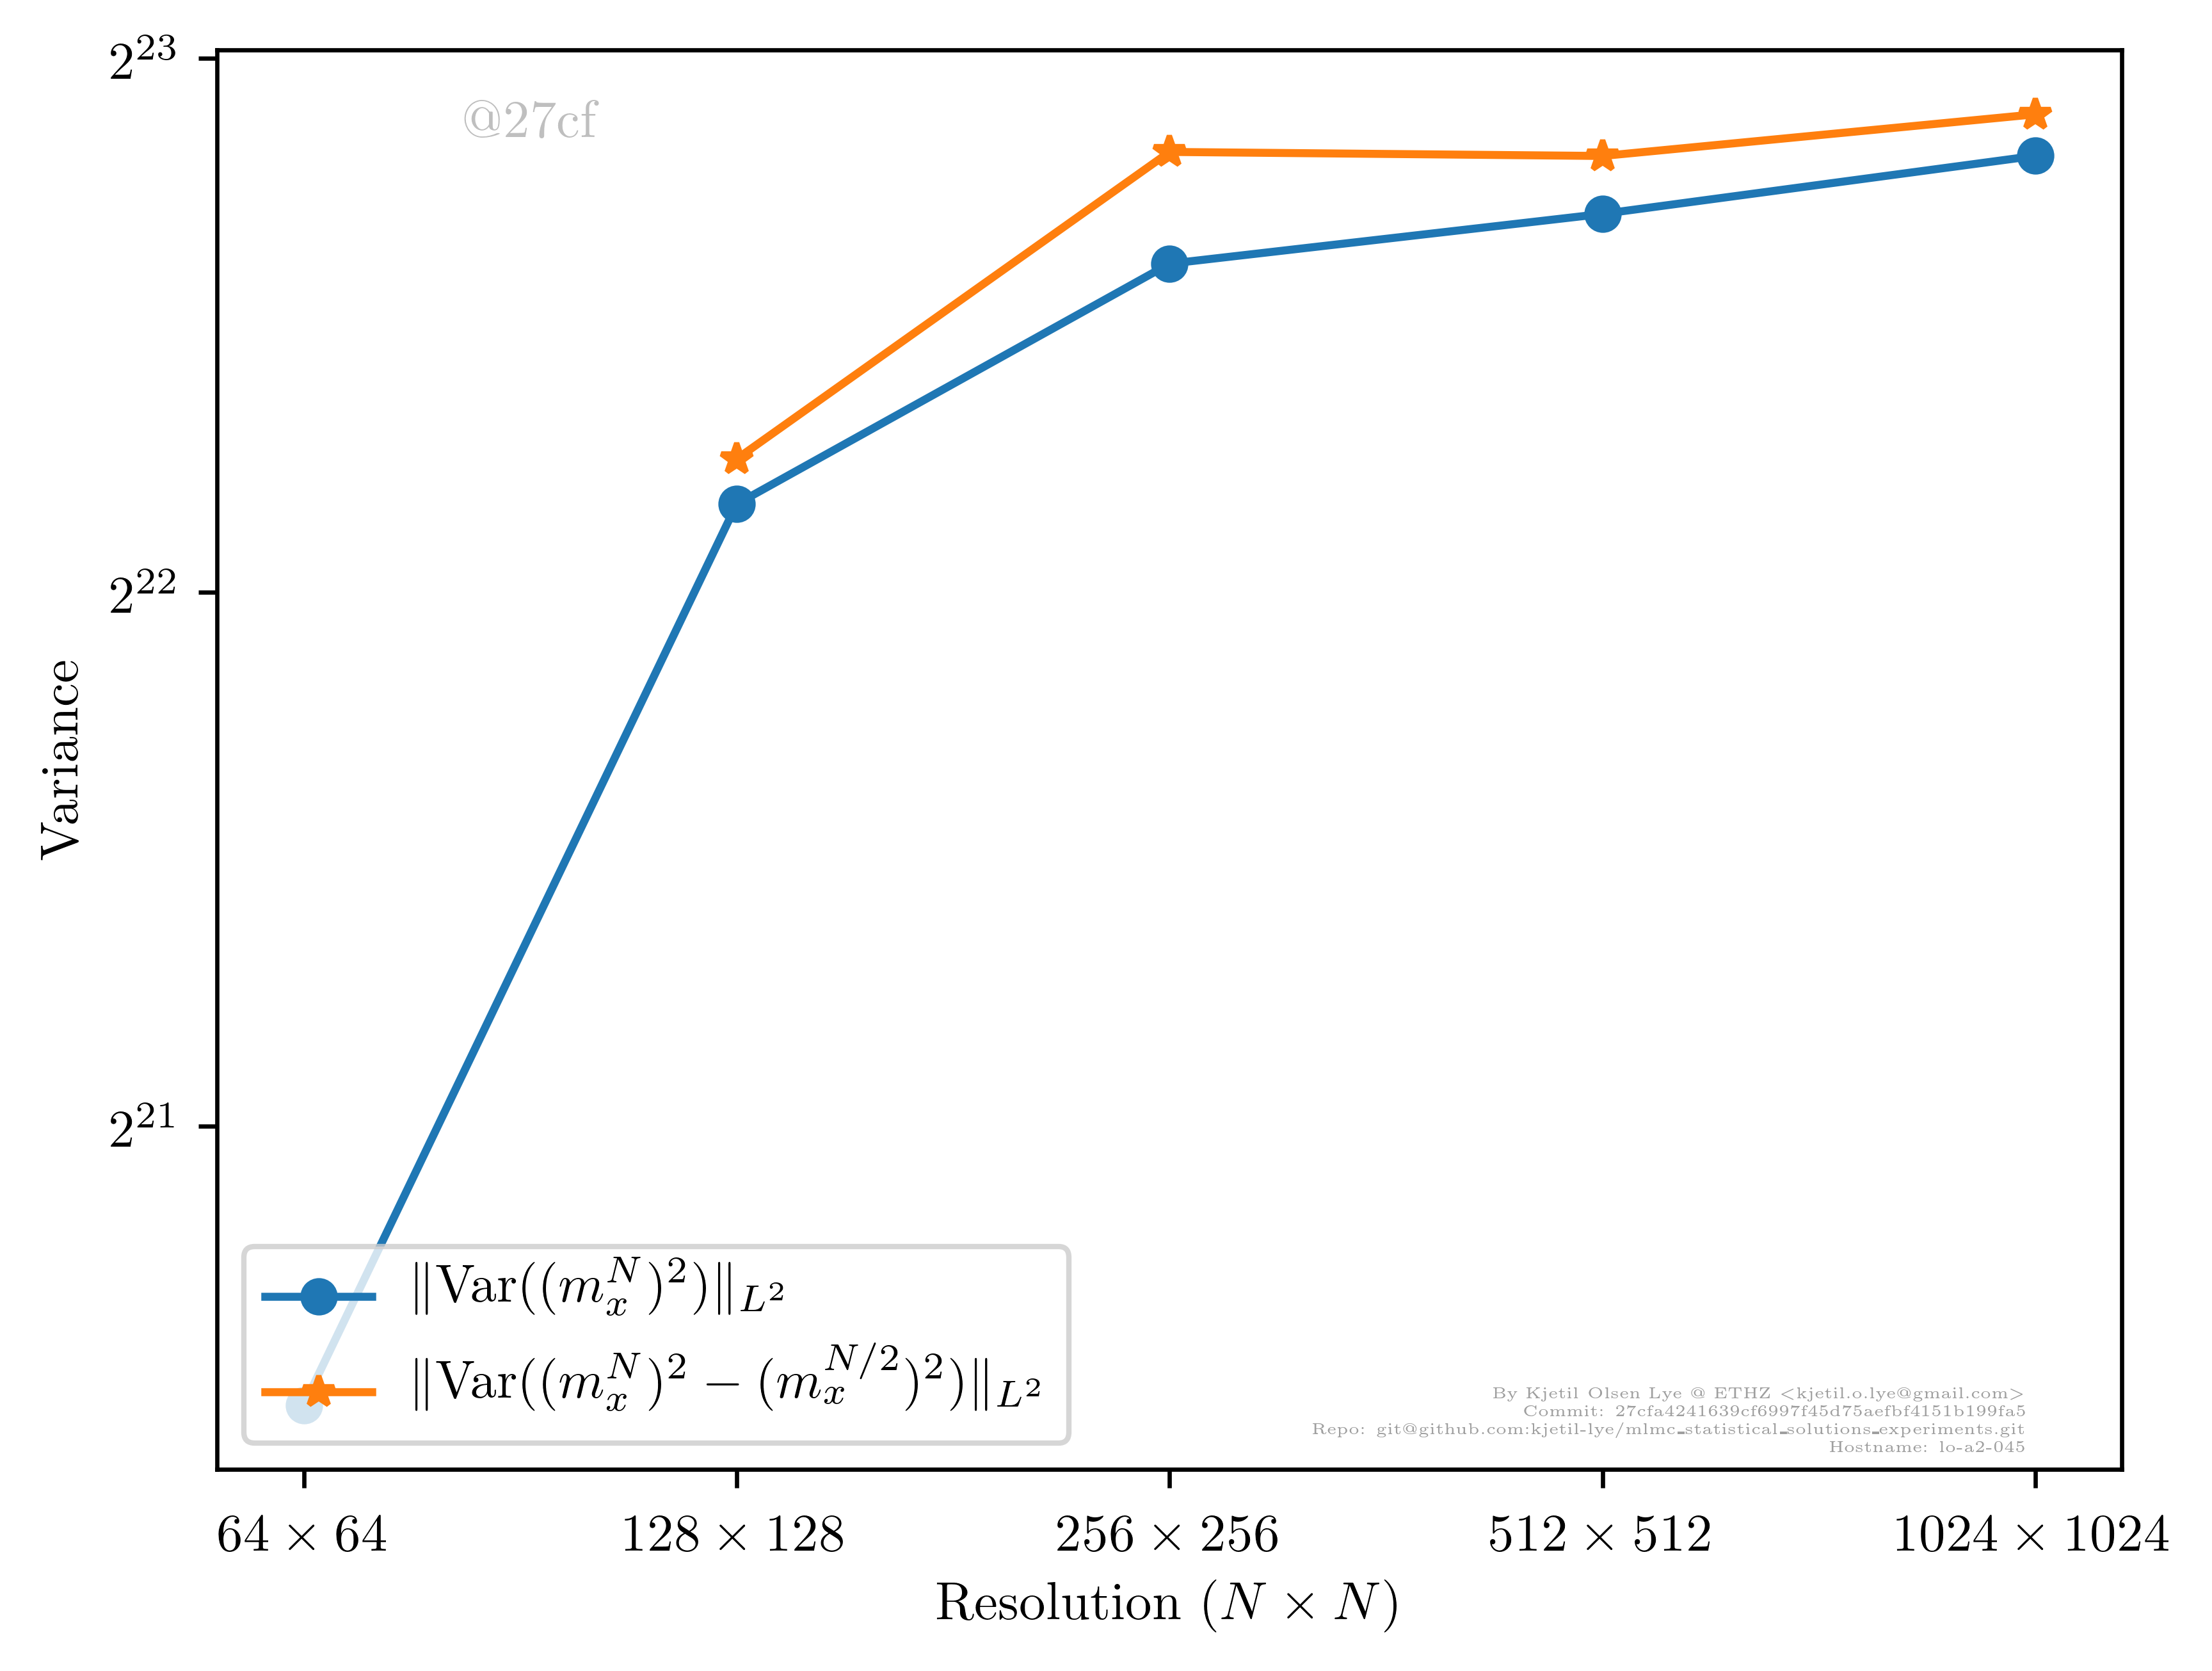 2^23
@27cf
2^22
Variance
2^21
‖Var((m_x^N)^2)‖_{L^2}
‖Var((m_x^N)^2 − (m_x^{N/2})^2)‖_{L^2}
By Kjetil Olsen Lye @ ETHZ <kjetil.o.lye@gmail.com>
Commit: 27cfa4241639cf6997f45d75aefbf4151b199fa5
Repo: git@github.com:kjetil-lye/mlmc_statistical_solutions_experiments.git
Hostname: lo-a2-045
64 × 64 128 × 128 256 × 256 512 × 512 1024 × 1024
Resolution (N × N)